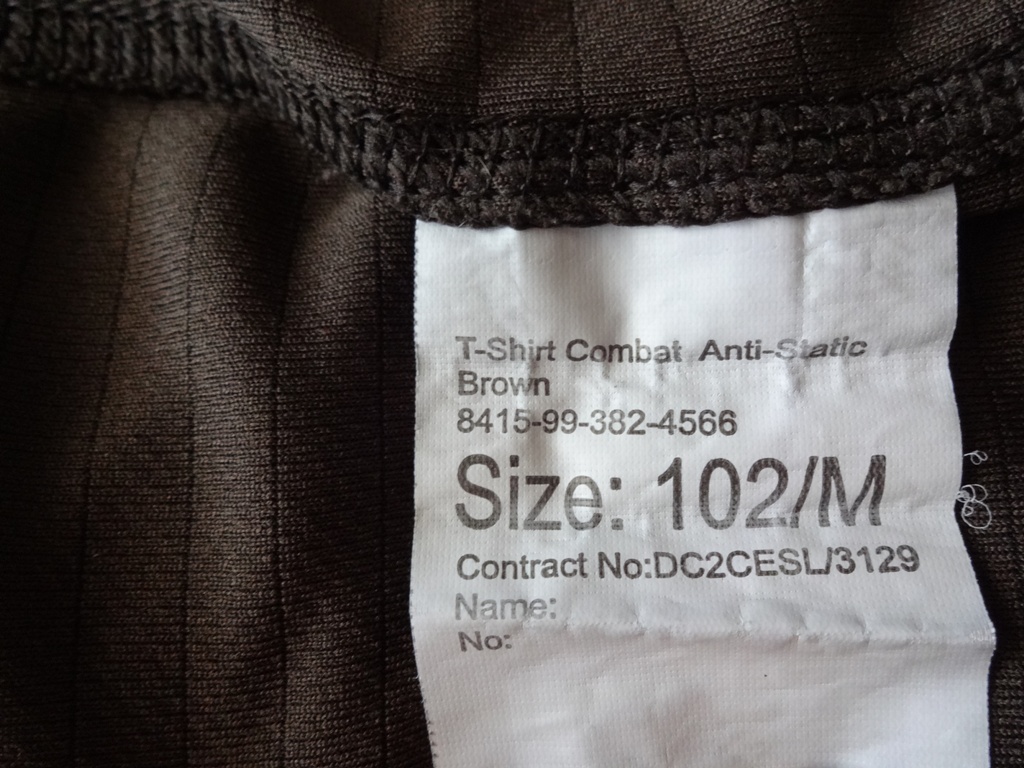 T-Shirt Combat Anti-Static
Brown
8415-99-382-4566
Size: 102/M
Contract No:DC2CESL/3129
Name:
No: